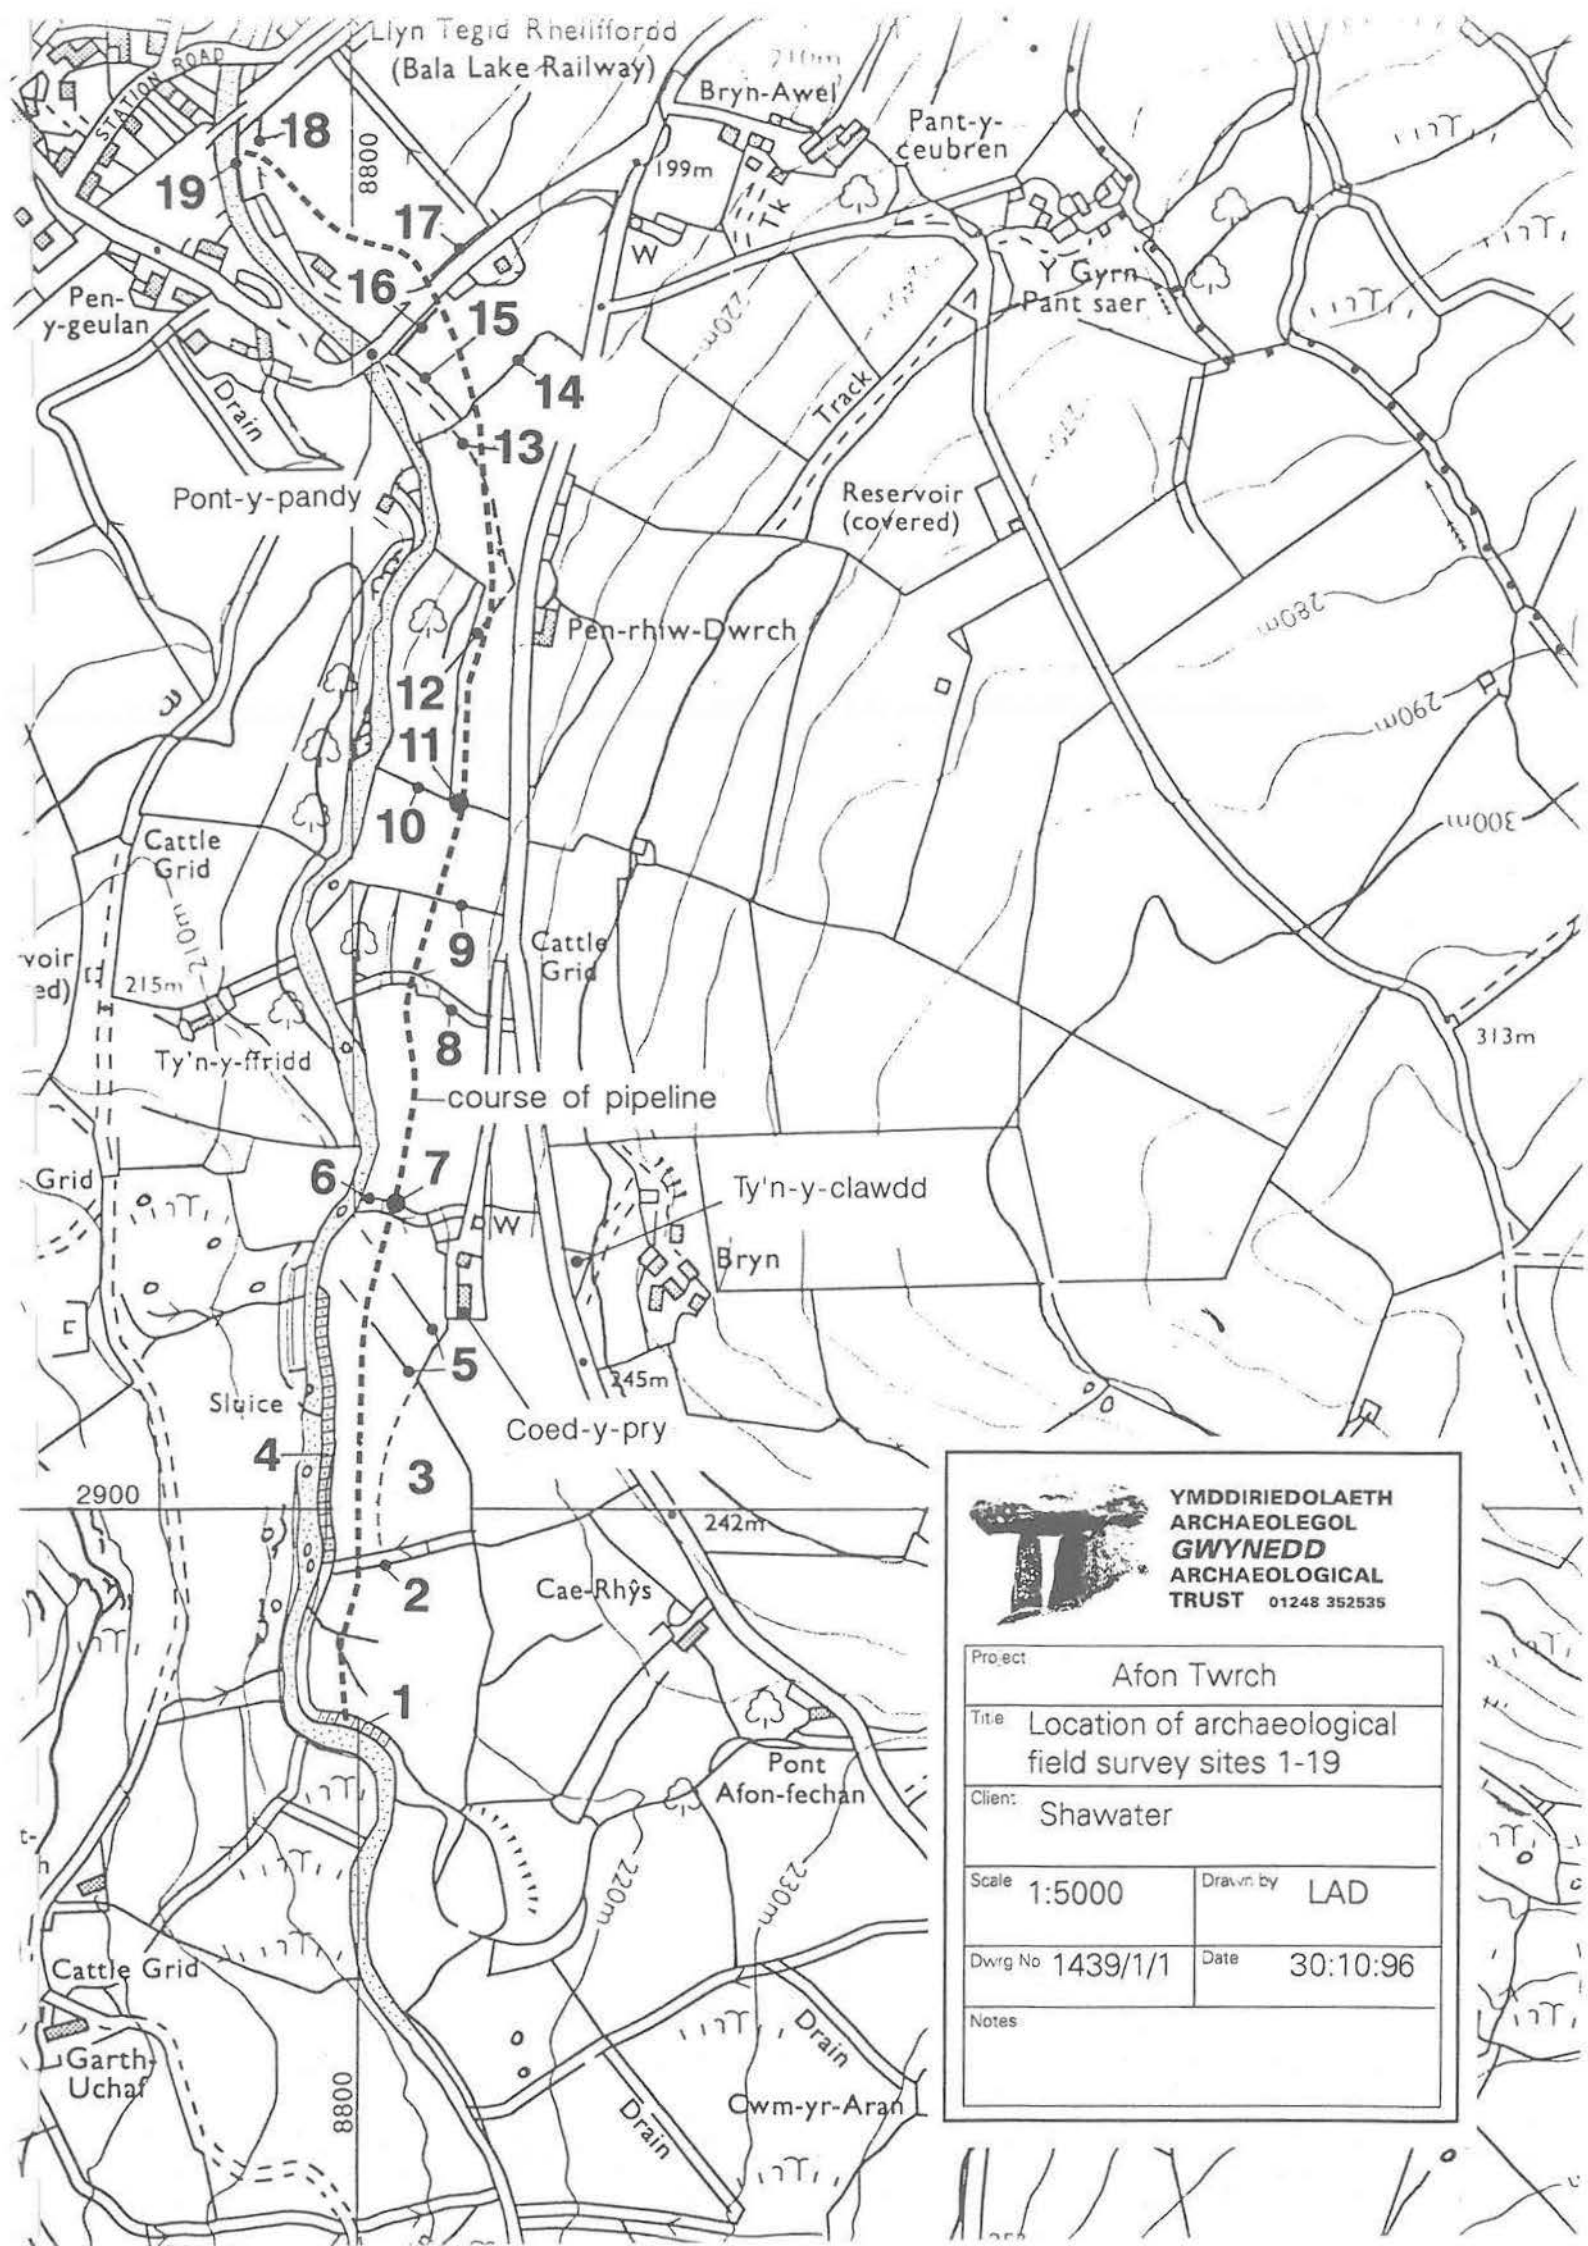 Llyn Tegid Rheilffordd
(Bala Lake Railway)
210m
Bryn-Awel
Pant-y-
ceubren
STATION ROAD
18
8800
199m
19
17
Tk
W
16
Y Gyrn
Pant saer
Pen-
y-geulan
15
220m
14
Drain
Track
13
270m
Pont-y-pandy
Reservoir
(covered)
280m
Pen-rhiw-Dwrch
12
290m
11
10
300m
Cattle
Grid
210m
9
Cattle
Grid
voir
ed)
215m
8
313m
Ty'n-y-ffridd
course of pipeline
6
7
Grid
Ty'n-y-clawdd
W
Bryn
5
245m
Sluice
Coed-y-pry
4
3
2900
242m
2
Cae-Rhŷs
1
Pont
Afon-fechan
t-
h
220m
230m
Cattle Grid
Drain
Garth-
Uchaf
8800
Drain
Cwm-yr-Aran
YMDDIRIEDOLAETH
ARCHAEOLEGOL
GWYNEDD
ARCHAEOLOGICAL
TRUST 01248 352535
Project
Afon Twrch
Title Location of archaeological
field survey sites 1-19
Client
Shawater
Scale 1:5000
Drawn by LAD
Dwrg No 1439/1/1
Date 30:10:96
Notes